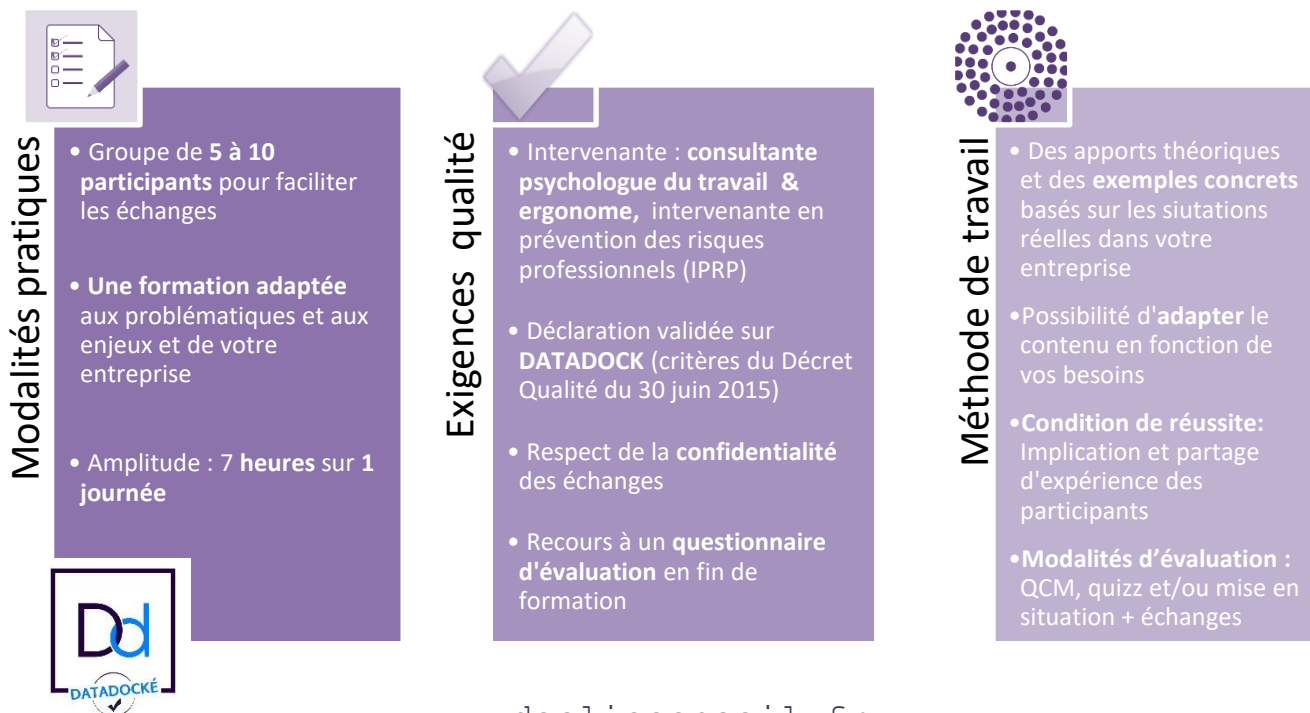 Modalités pratiques
• Groupe de 5 à 10
participants pour faciliter
les échanges
• Une formation adaptée
aux problématiques et aux
enjeux et de votre
entreprise
• Amplitude : 7 heures sur 1
journée
Dd
DATADOCKÉ
Exigences qualité
• Intervenante : consultante
psychologue du travail &
ergonome, intervenante en
prévention des risques
professionnels (IPRP)
• Déclaration validée sur
DATADOCK (critères du Décret
Qualité du 30 juin 2015)
• Respect de la confidentialité
des échanges
• Recours à un questionnaire
d'évaluation en fin de
formation
Méthode de travail
• Des apports théoriques
et des exemples concrets
basés sur les siutations
réelles dans votre
entreprise
•Possibilité d'adapter le
contenu en fonction de
vos besoins
•Condition de réussite:
Implication et partage
d'expérience des
participants
•Modalités d’évaluation :
QCM, quizz et/ou mise en
situation + échanges